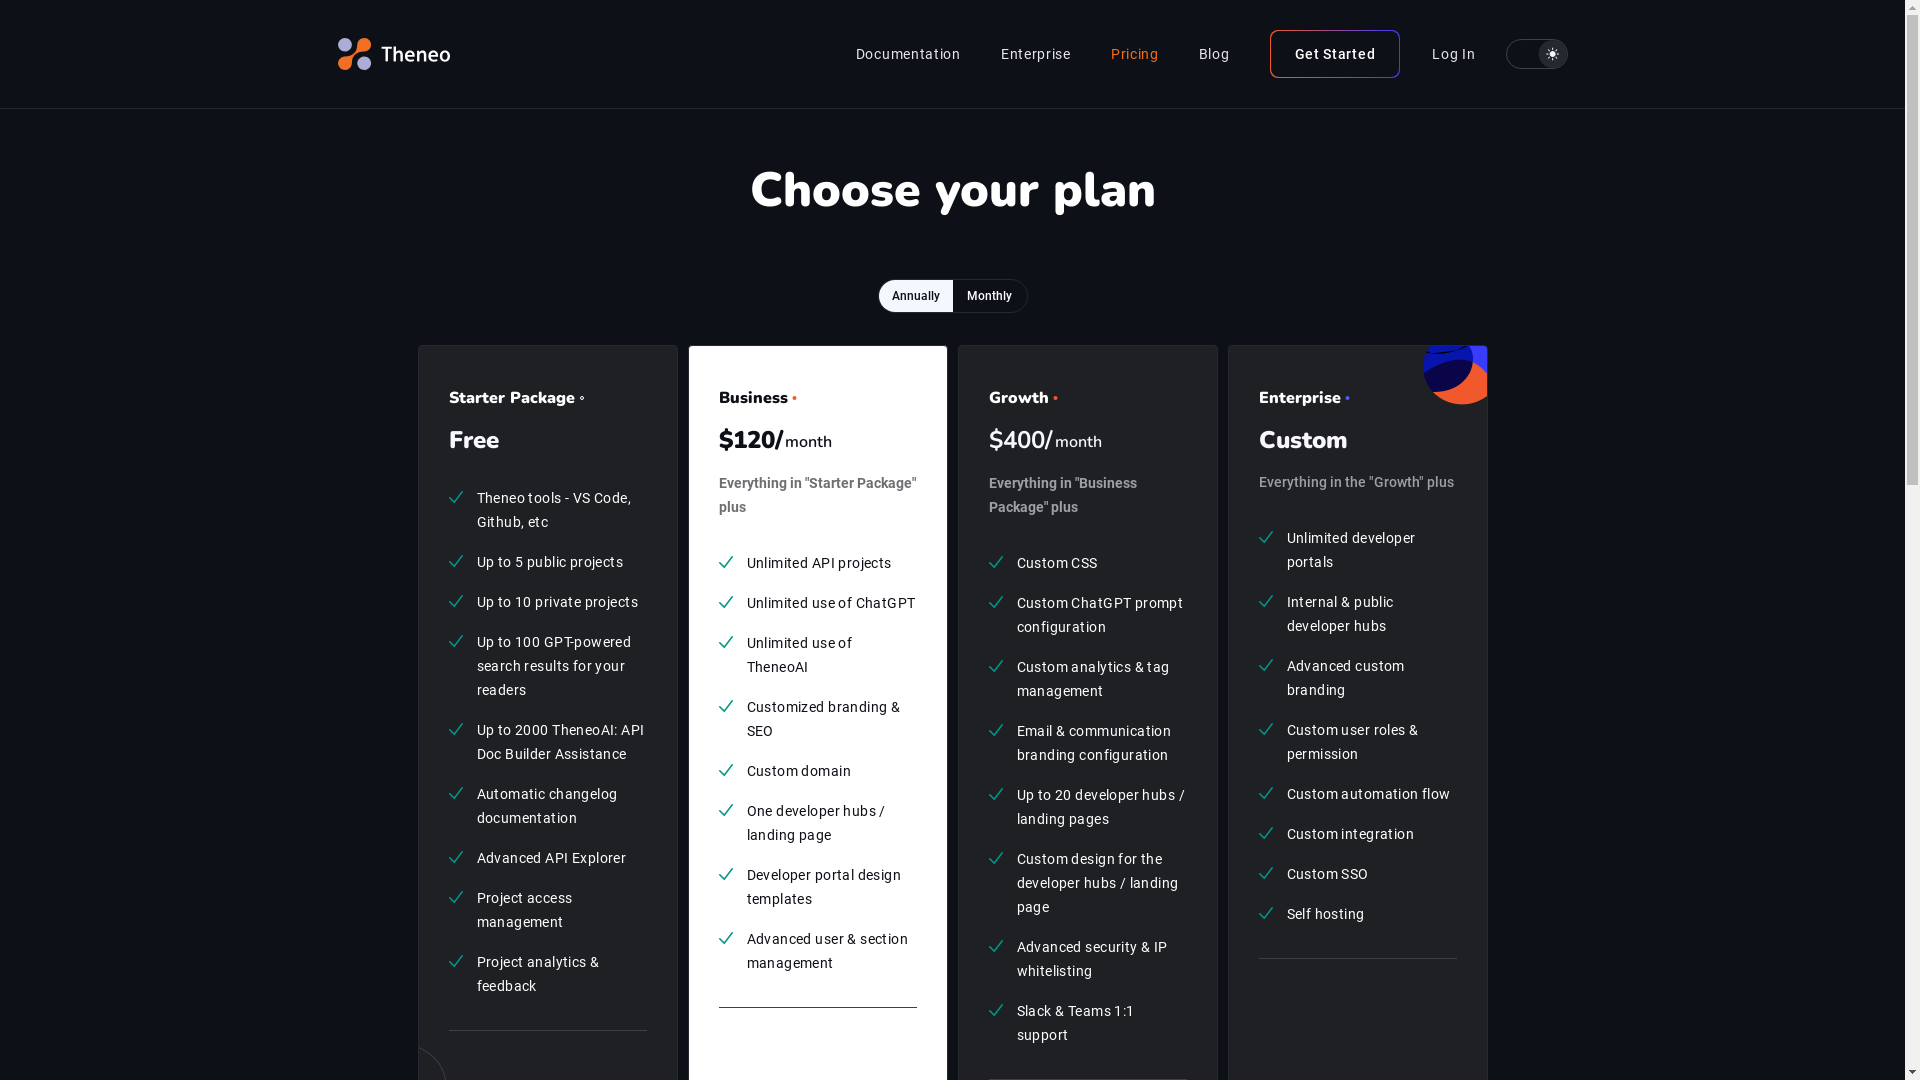 Theneo
Documentation
Enterprise
Pricing
Blog
Get Started
Log In
Choose your plan
Annually
Monthly
Starter Package
Free
Theneo tools - VS Code,
Github, etc
Up to 5 public projects
Up to 10 private projects
Up to 100 GPT-powered
search results for your
readers
Up to 2000 TheneoAI: API
Doc Builder Assistance
Automatic changelog
documentation
Advanced API Explorer
Project access
management
Project analytics &
feedback
Business
$120/month
Everything in "Starter Package"
plus
Unlimited API projects
Unlimited use of ChatGPT
Unlimited use of
TheneoAI
Customized branding &
SEO
Custom domain
One developer hubs /
landing page
Developer portal design
templates
Advanced user & section
management
Growth
$400/month
Everything in "Business
Package" plus
Custom CSS
Custom ChatGPT prompt
configuration
Custom analytics & tag
management
Email & communication
branding configuration
Up to 20 developer hubs /
landing pages
Custom design for the
developer hubs / landing
page
Advanced security & IP
whitelisting
Slack & Teams 1:1
support
Enterprise
Custom
Everything in the "Growth" plus
Unlimited developer
portals
Internal & public
developer hubs
Advanced custom
branding
Custom user roles &
permission
Custom automation flow
Custom integration
Custom SSO
Self hosting